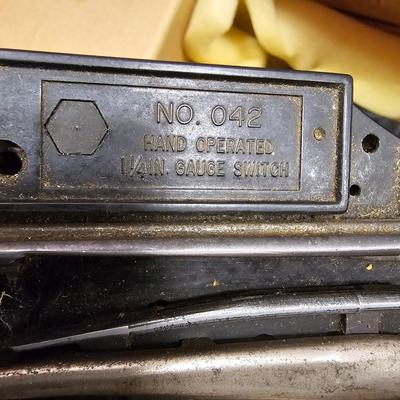 NO. 042
HAND OPERATED
1¼ IN. GAUGE SWITCH